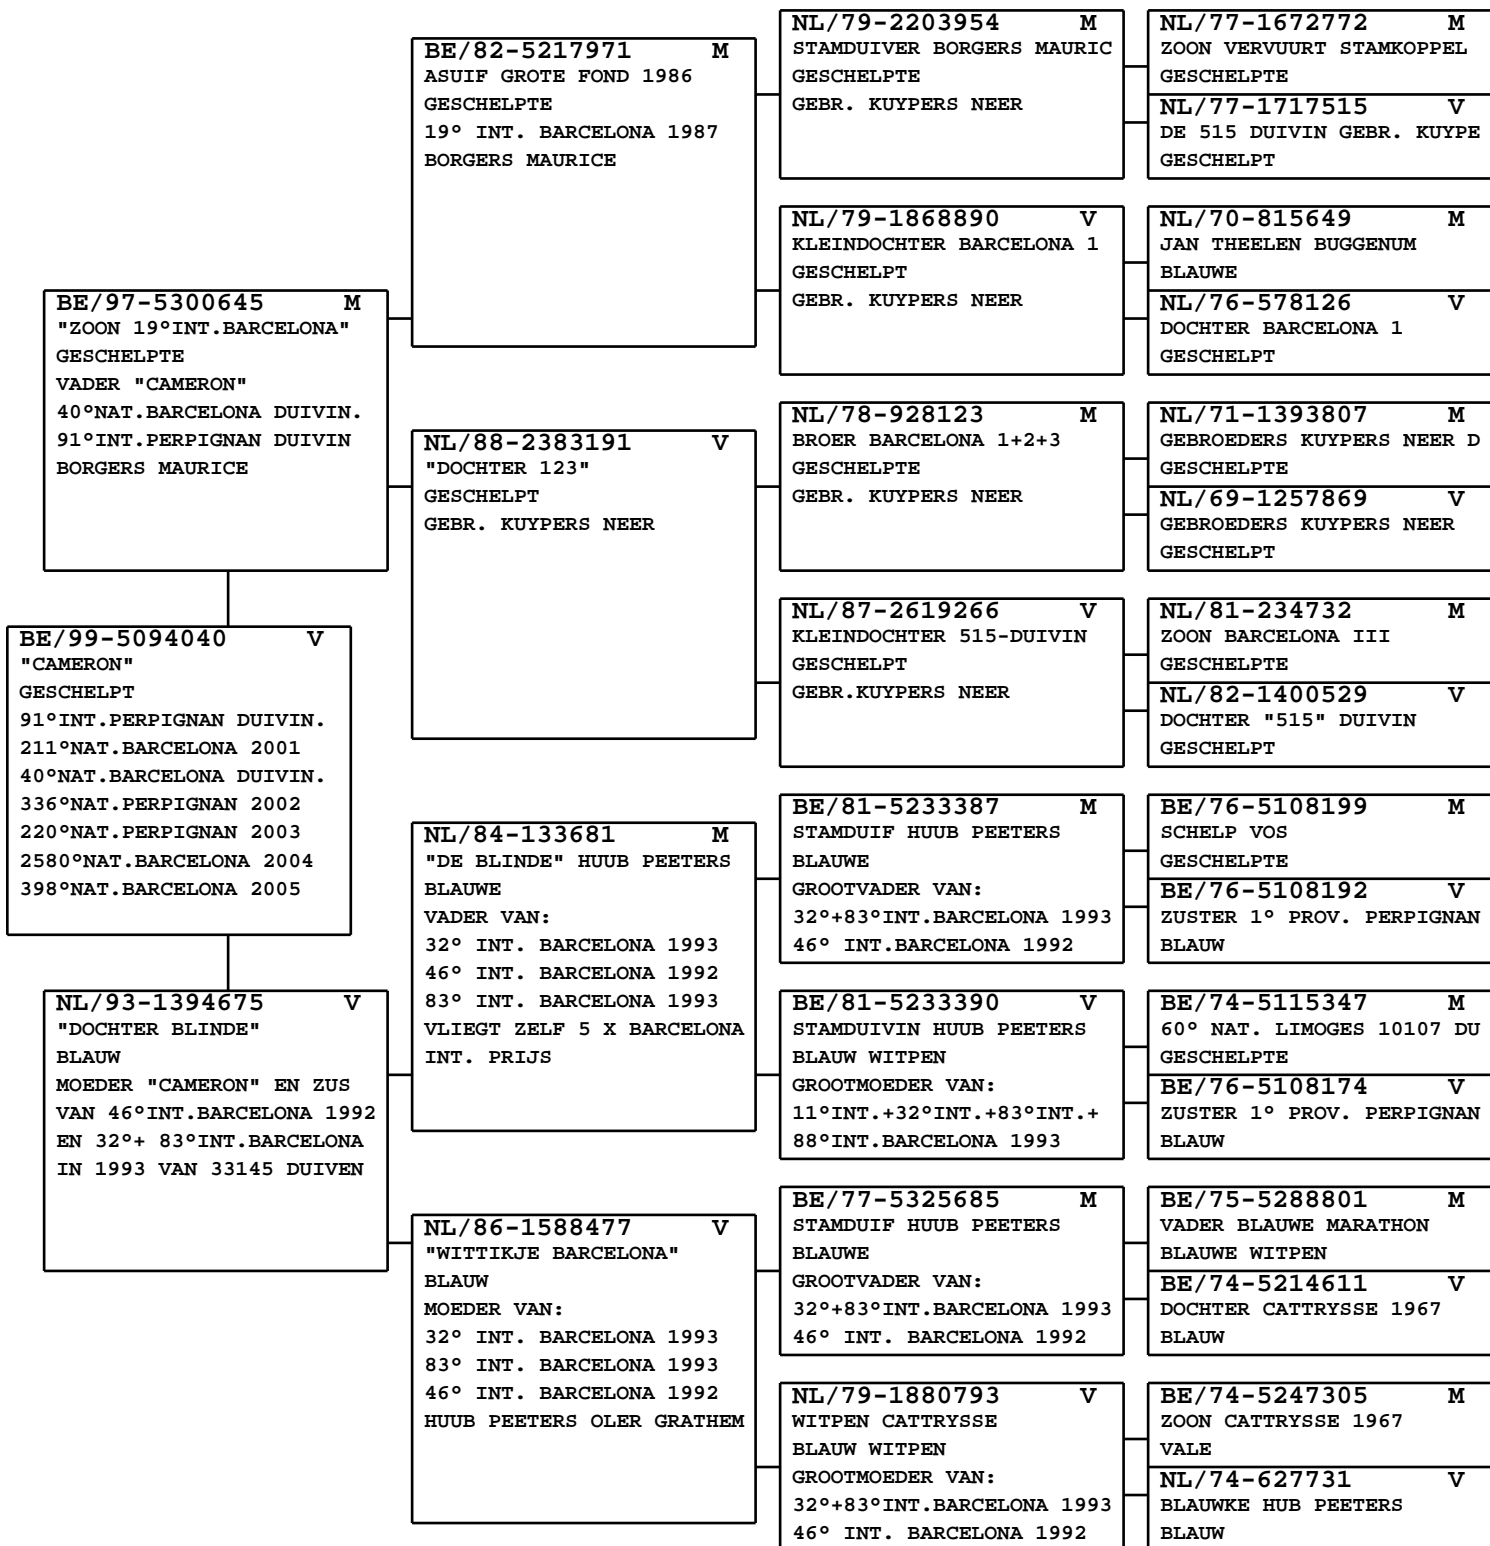 BE/99-5094040 V
"CAMERON"
GESCHELPT
91°INT.PERPIGNAN DUIVIN.
211°NAT.BARCELONA 2001
40°NAT.BARCELONA DUIVIN.
336°NAT.PERPIGNAN 2002
220°NAT.PERPIGNAN 2003
2580°NAT.BARCELONA 2004
398°NAT.BARCELONA 2005
BE/97-5300645 M
"ZOON 19°INT.BARCELONA"
GESCHELPTE
VADER "CAMERON"
40°NAT.BARCELONA DUIVIN.
91°INT.PERPIGNAN DUIVIN
BORGERS MAURICE
NL/93-1394675 V
"DOCHTER BLINDE"
BLAUW
MOEDER "CAMERON" EN ZUS
VAN 46°INT.BARCELONA 1992
EN 32°+ 83°INT.BARCELONA
IN 1993 VAN 33145 DUIVEN
BE/82-5217971 M
ASUIF GROTE FOND 1986
GESCHELPTE
19° INT. BARCELONA 1987
BORGERS MAURICE
NL/88-2383191 V
"DOCHTER 123"
GESCHELPT
GEBR. KUYPERS NEER
NL/84-133681 M
"DE BLINDE" HUUB PEETERS
BLAUWE
VADER VAN:
32° INT. BARCELONA 1993
46° INT. BARCELONA 1992
83° INT. BARCELONA 1993
VLIEGT ZELF 5 X BARCELONA
INT. PRIJS
NL/86-1588477 V
"WITTIKJE BARCELONA"
BLAUW
MOEDER VAN:
32° INT. BARCELONA 1993
83° INT. BARCELONA 1993
46° INT. BARCELONA 1992
HUUB PEETERS OLER GRATHEM
NL/79-2203954 M
STAMDUIVER BORGERS MAURIC
GESCHELPTE
GEBR. KUYPERS NEER
NL/79-1868890 V
KLEINDOCHTER BARCELONA 1
GESCHELPT
GEBR. KUYPERS NEER
NL/78-928123 M
BROER BARCELONA 1+2+3
GESCHELPTE
GEBR. KUYPERS NEER
NL/87-2619266 V
KLEINDOCHTER 515-DUIVIN
GESCHELPT
GEBR.KUYPERS NEER
BE/81-5233387 M
STAMDUIF HUUB PEETERS
BLAUWE
GROOTVADER VAN:
32°+83°INT.BARCELONA 1993
46° INT.BARCELONA 1992
BE/81-5233390 V
STAMDUIVIN HUUB PEETERS
BLAUW WITPEN
GROOTMOEDER VAN:
11°INT.+32°INT.+83°INT.+
88°INT.BARCELONA 1993
BE/77-5325685 M
STAMDUIF HUUB PEETERS
BLAUWE
GROOTVADER VAN:
32°+83°INT.BARCELONA 1993
46° INT. BARCELONA 1992
NL/79-1880793 V
WITPEN CATTRYSSE
BLAUW WITPEN
GROOTMOEDER VAN:
32°+83°INT.BARCELONA 1993
46° INT. BARCELONA 1992
NL/77-1672772 M
ZOON VERVUURT STAMKOPPEL
GESCHELPTE
NL/77-1717515 V
DE 515 DUIVIN GEBR. KUYPE
GESCHELPT
NL/70-815649 M
JAN THEELEN BUGGENUM
BLAUWE
NL/76-578126 V
DOCHTER BARCELONA 1
GESCHELPT
NL/71-1393807 M
GEBROEDERS KUYPERS NEER D
GESCHELPTE
NL/69-1257869 V
GEBROEDERS KUYPERS NEER
GESCHELPT
NL/81-234732 M
ZOON BARCELONA III
GESCHELPTE
NL/82-1400529 V
DOCHTER "515" DUIVIN
GESCHELPT
BE/76-5108199 M
SCHELP VOS
GESCHELPTE
BE/76-5108192 V
ZUSTER 1° PROV. PERPIGNAN
BLAUW
BE/74-5115347 M
60° NAT. LIMOGES 10107 DU
GESCHELPTE
BE/76-5108174 V
ZUSTER 1° PROV. PERPIGNAN
BLAUW
BE/75-5288801 M
VADER BLAUWE MARATHON
BLAUWE WITPEN
BE/74-5214611 V
DOCHTER CATTRYSSE 1967
BLAUW
BE/74-5247305 M
ZOON CATTRYSSE 1967
VALE
NL/74-627731 V
BLAUWKE HUB PEETERS
BLAUW